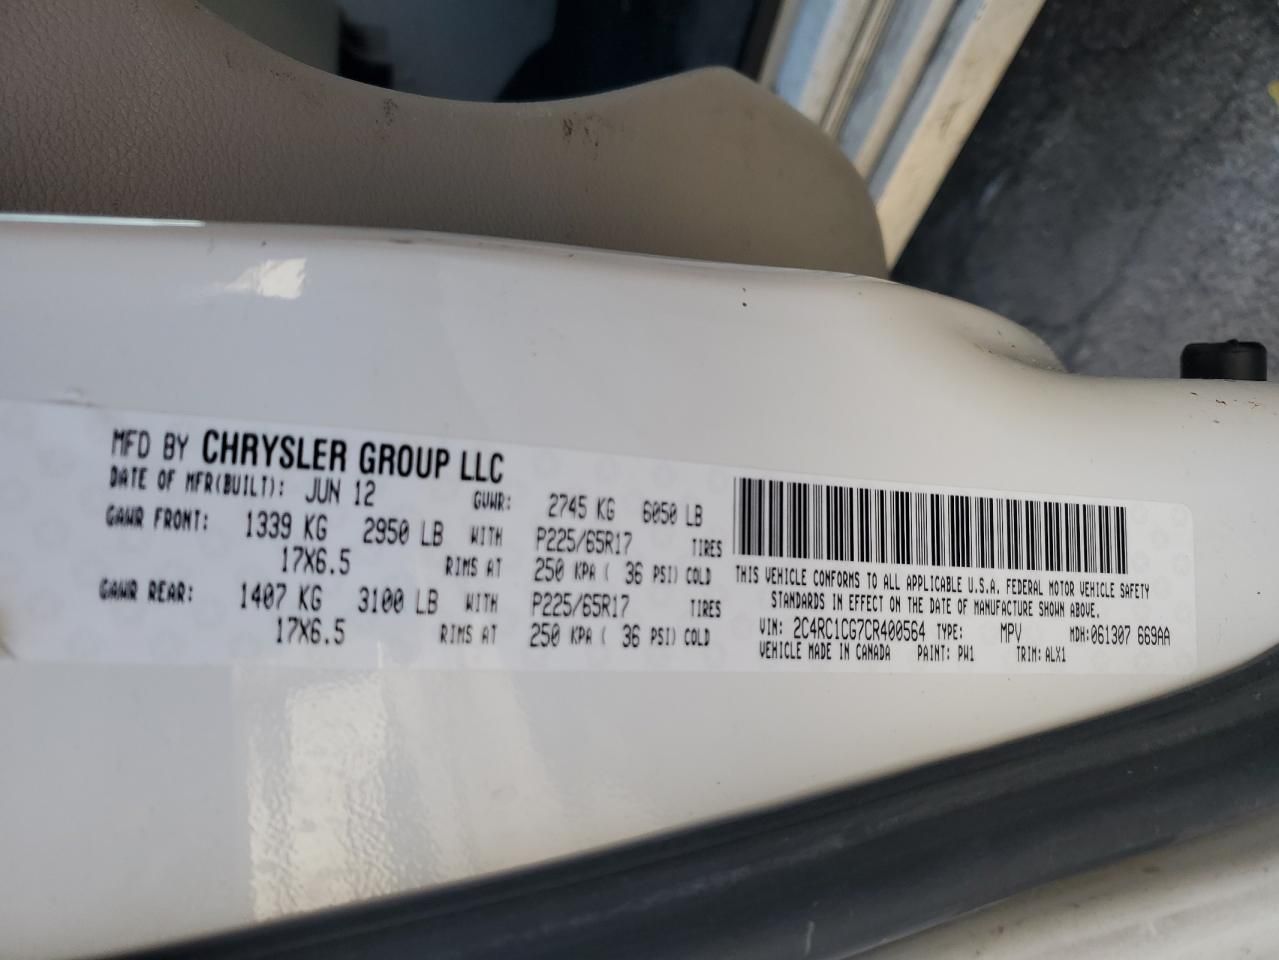 MFD BY CHRYSLER GROUP LLC
DATE OF MFR(BUILT): JUN 12 GVWR: 2745 KG 6050 LB
GAWR FRONT: 1339 KG 2950 LB WITH P225/65R17 TIRES
17X6.5 RIMS AT 250 KPA ( 36 PSI) COLD
GAWR REAR: 1407 KG 3100 LB WITH P225/65R17 TIRES
17X6.5 RIMS AT 250 KPA ( 36 PSI) COLD
THIS VEHICLE CONFORMS TO ALL APPLICABLE U.S.A. FEDERAL MOTOR VEHICLE SAFETY
STANDARDS IN EFFECT ON THE DATE OF MANUFACTURE SHOWN ABOVE.
VIN: 2C4RC1CG7CR400564 TYPE: MPV MDH:061307 669AA
VEHICLE MADE IN CANADA PAINT: PW1 TRIM:ALX1